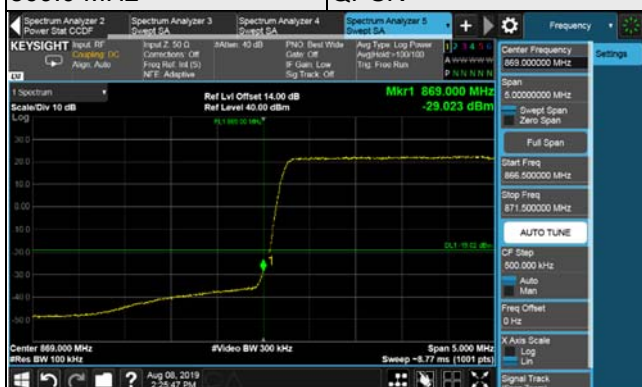 Spectrum Analyzer 2
Power Stat CCDF
Spectrum Analyzer 3
Swept SA
Spectrum Analyzer 4
Swept SA
Spectrum Analyzer 5
Swept SA
Frequency
KEYSIGHT
Input: RF
Coupling: DC
Align: Auto
Input Z: 50 Ω
Corrections: Off
Freq Ref: Int (S)
NFE: Adaptive
#Atten: 40 dB
PNO: Best Wide
Gate: Off
IF Gain: Low
Sig Track: Off
Avg Type: Log Power
Avg|Hold:>100/100
Trig: Free Run
1 2 3 4 5 6
A W W W W W
P N N N N N
Settings
Center Frequency
869.000000 MHz
Span
5.00000000 MHz
Swept Span
Zero Span
Full Span
Start Freq
866.500000 MHz
Stop Freq
871.500000 MHz
AUTO TUNE
CF Step
500.000 kHz
Auto
Man
Freq Offset
0 Hz
X Axis Scale
Log
Lin
Signal Track
1 Spectrum
Scale/Div 10 dB
Log
Ref Lvl Offset 14.00 dB
Ref Level 40.00 dBm
Mkr1 869.000 MHz
-29.023 dBm
30.0
20.0
10.0
0.00
-10.0
-20.0
-30.0
-40.0
-50.0
1
DL1 -19.02 dBm
Center 869.000 MHz
#Res BW 100 kHz
#Video BW 300 kHz
Span 5.000 MHz
Sweep ~8.77 ms (1001 pts)
?
Aug 08, 2019
2:25:47 PM